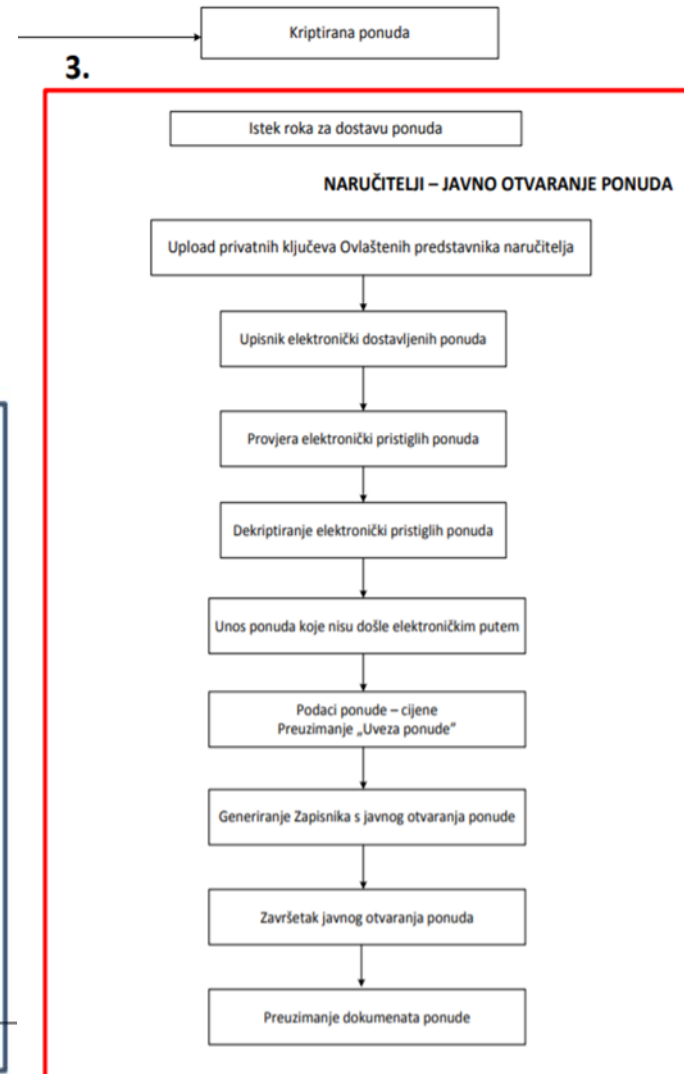 Kriptirana ponuda
3.
Istek roka za dostavu ponuda
NARUČITELJI – JAVNO OTVARANJE PONUDA
Upload privatnih ključeva Ovlaštenih predstavnika naručitelja
Upisnik elektronički dostavljenih ponuda
Provjera elektronički pristiglih ponuda
Dekriptiranje elektronički pristiglih ponuda
Unos ponuda koje nisu došle elektroničkim putem
Podaci ponude – cijene
Preuzimanje „Uveza ponude”
Generiranje Zapisnika s javnog otvaranja ponude
Završetak javnog otvaranja ponuda
Preuzimanje dokumenata ponude